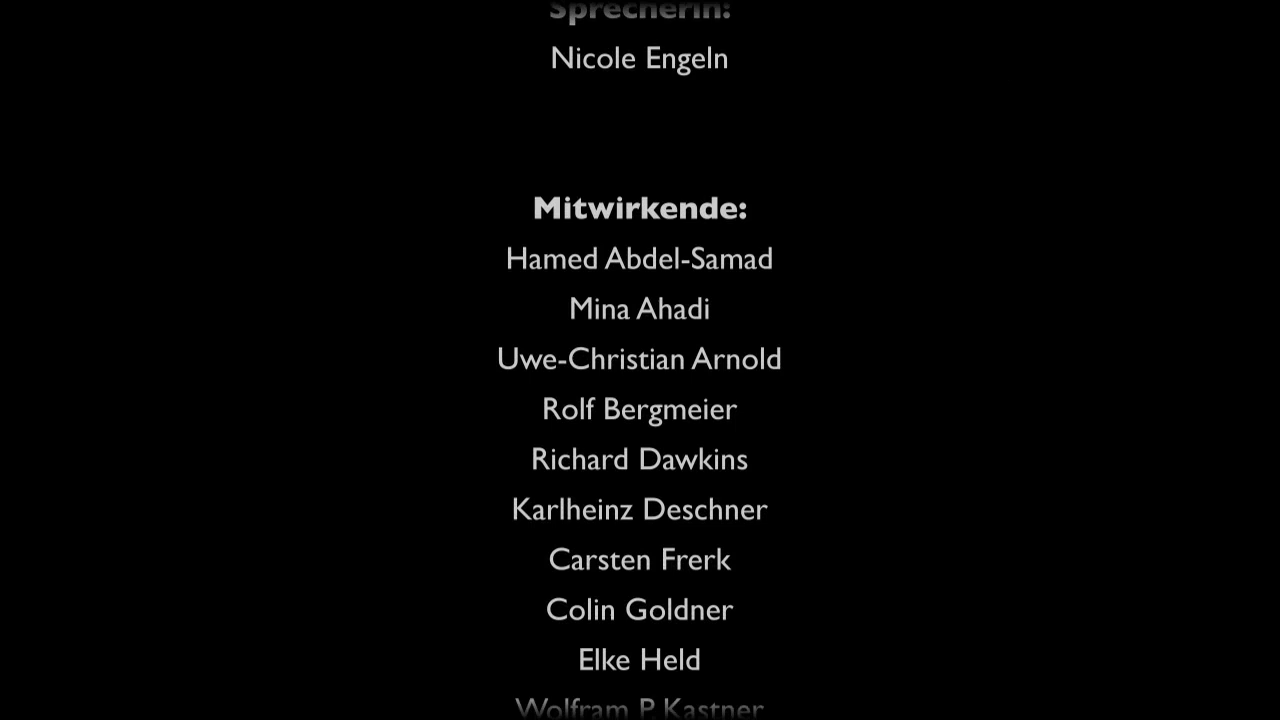 Sprecherin:
Nicole Engeln
Mitwirkende:
Hamed Abdel-Samad
Mina Ahadi
Uwe-Christian Arnold
Rolf Bergmeier
Richard Dawkins
Karlheinz Deschner
Carsten Frerk
Colin Goldner
Elke Held
Wolfram P. Kastner